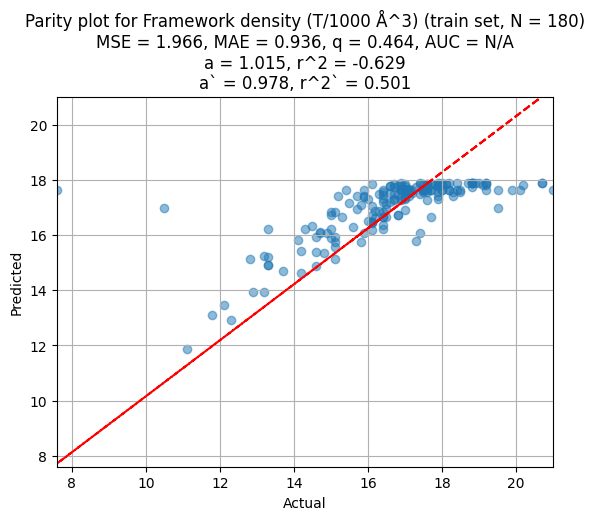 Parity plot for Framework density (T/1000 Å^3) (train set, N = 180)
MSE = 1.966, MAE = 0.936, q = 0.464, AUC = N/A
a = 1.015, r^2 = -0.629
a` = 0.978, r^2` = 0.501
20
18
16
14
12
10
8
Predicted
8 10 12 14 16 18 20
Actual